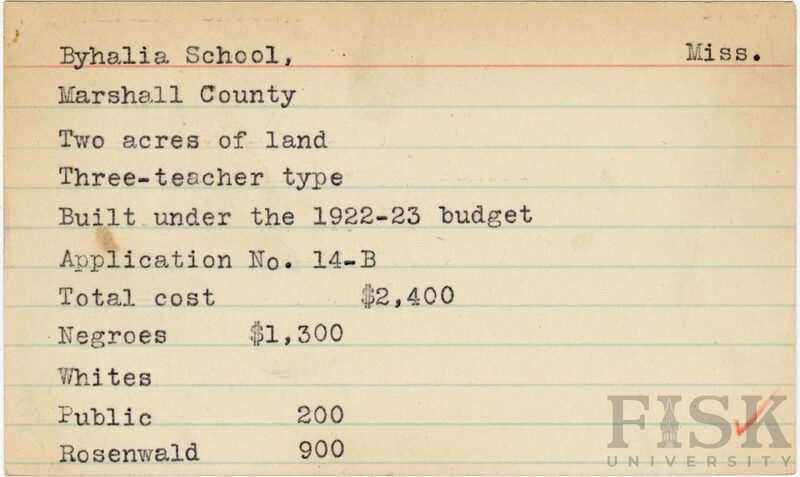 Byhalia School, Miss.
Marshall County
Two acres of land
Three-teacher type
Built under the 1922-23 budget
Application No. 14-B
Total cost $2,400
Negroes $1,300
Whites
Public 200
Rosenwald 900
FISK
UNIVERSITY